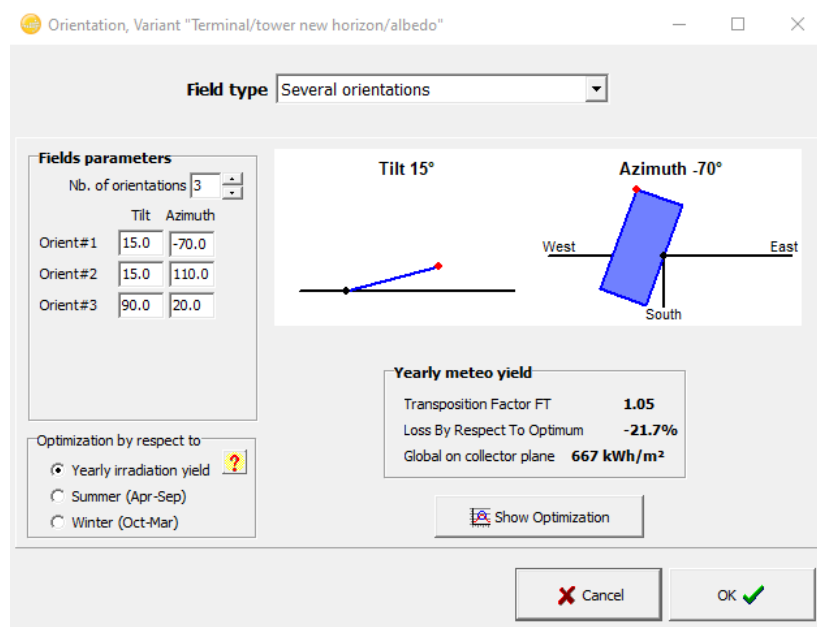 Orientation, Variant "Terminal/tower new horizon/albedo"
Field type Several orientations
Fields parameters
Nb. of orientations 3
Tilt Azimuth
Orient#1 15.0 -70.0
Orient#2 15.0 110.0
Orient#3 90.0 20.0
Tilt 15°
Azimuth -70°
West
East
South
Yearly meteo yield
Transposition Factor FT 1.05
Loss By Respect To Optimum -21.7%
Global on collector plane 667 kWh/m²
Optimization by respect to
Yearly irradiation yield ?
Summer (Apr-Sep)
Winter (Oct-Mar)
Show Optimization
Cancel
OK